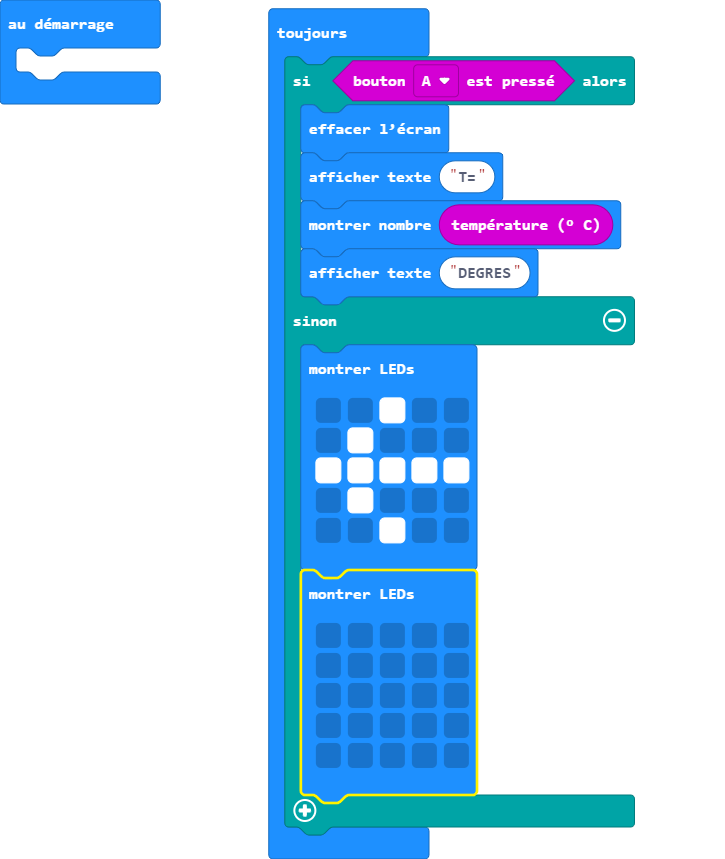 au démarrage
toujours
si bouton A est pressé alors
effacer l'écran
afficher texte "T="
montrer nombre température (º C)
afficher texte "DEGRES"
sinon
montrer LEDs
montrer LEDs